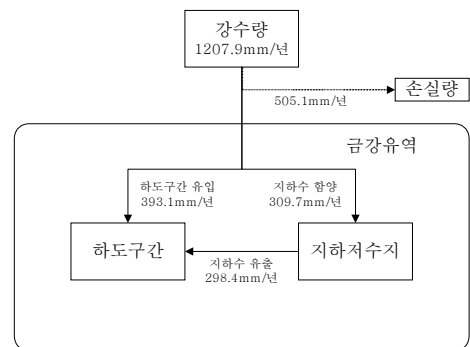 강수량
1207.9mm/년
손실량
505.1mm/년
금강유역
하도구간 유입
393.1mm/년
지하수 함양
309.7mm/년
하도구간
지하저수지
지하수 유출
298.4mm/년